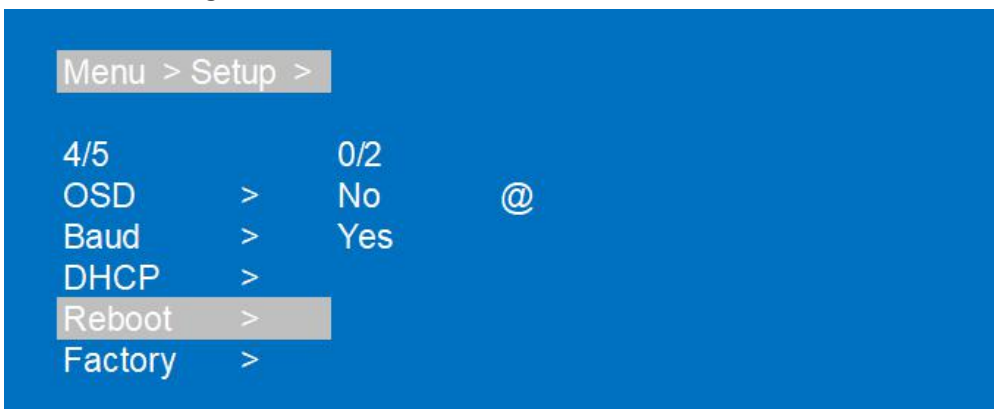 Menu > Setup >
4/5 0/2
OSD > No @
Baud > Yes
DHCP >
Reboot >
Factory >